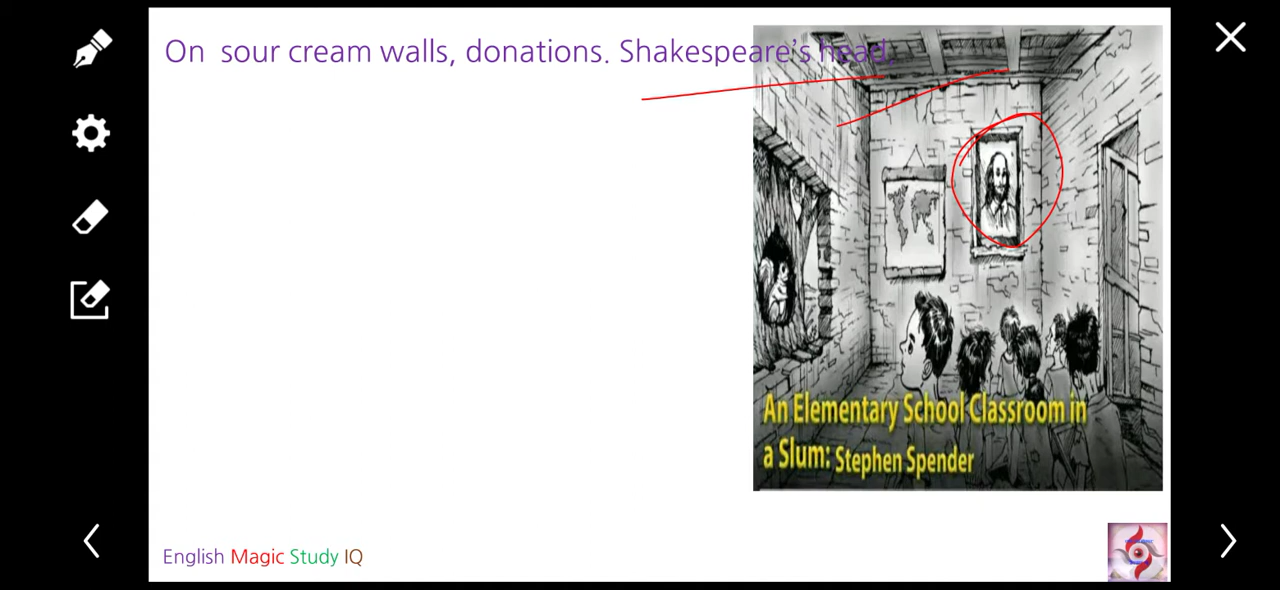 On sour cream walls, donations. Shakespeare's head.
An Elementary School Classroom in
a Slum: Stephen Spender
English Magic Study IQ